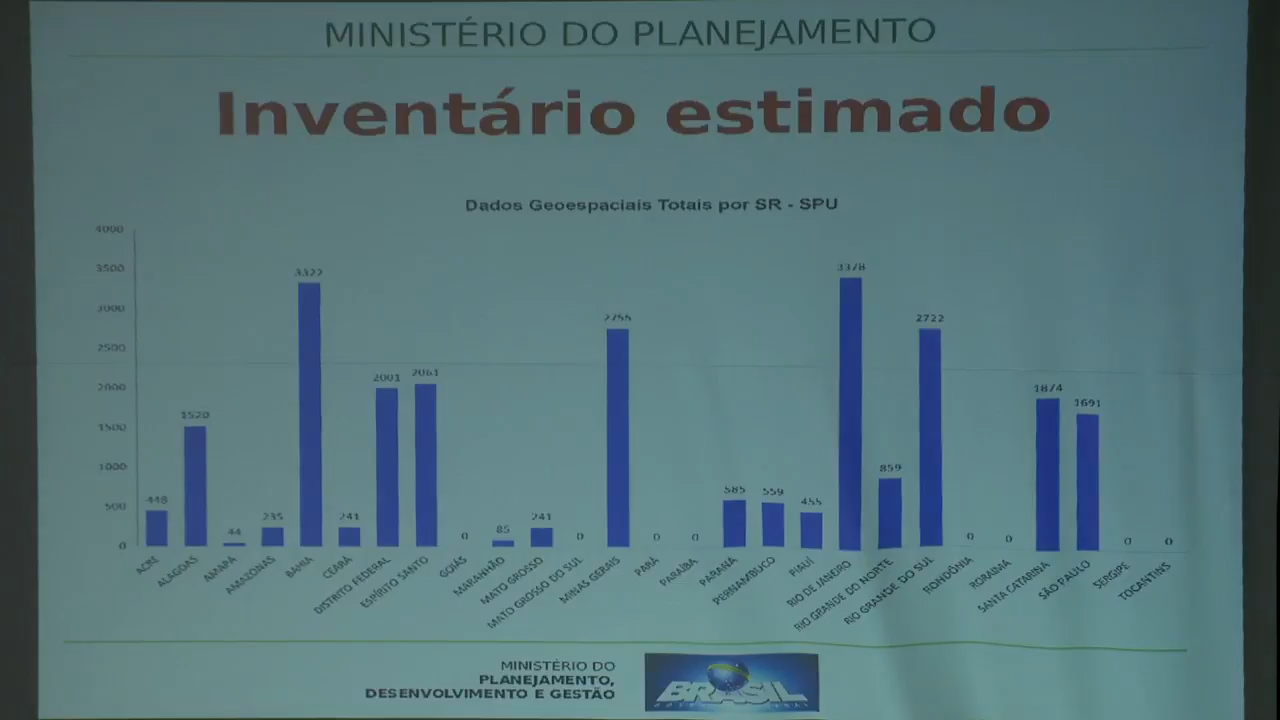 MINISTÉRIO DO PLANEJAMENTO
Inventário estimado
Dados Geoespaciais Totais por SR - SPU
4000
3500
3000
2500
2000
1500
1000
500
0
448
1520
44
235
3322
241
2001
2061
0
85
241
0
2755
0
0
585
559
455
3378
859
2722
0
0
1874
1691
0
0
ACRE
ALAGOAS
AMAPÁ
AMAZONAS
BAHIA
CEARÁ
DISTRITO FEDERAL
ESPÍRITO SANTO
GOIÁS
MARANHÃO
MATO GROSSO
MATO GROSSO DO SUL
MINAS GERAIS
PARÁ
PARAÍBA
PARANÁ
PERNAMBUCO
PIAUÍ
RIO DE JANEIRO
RIO GRANDE DO NORTE
RIO GRANDE DO SUL
RONDÔNIA
RORAIMA
SANTA CATARINA
SÃO PAULO
SERGIPE
TOCANTINS
MINISTÉRIO DO
PLANEJAMENTO,
DESENVOLVIMENTO E GESTÃO
BRASIL